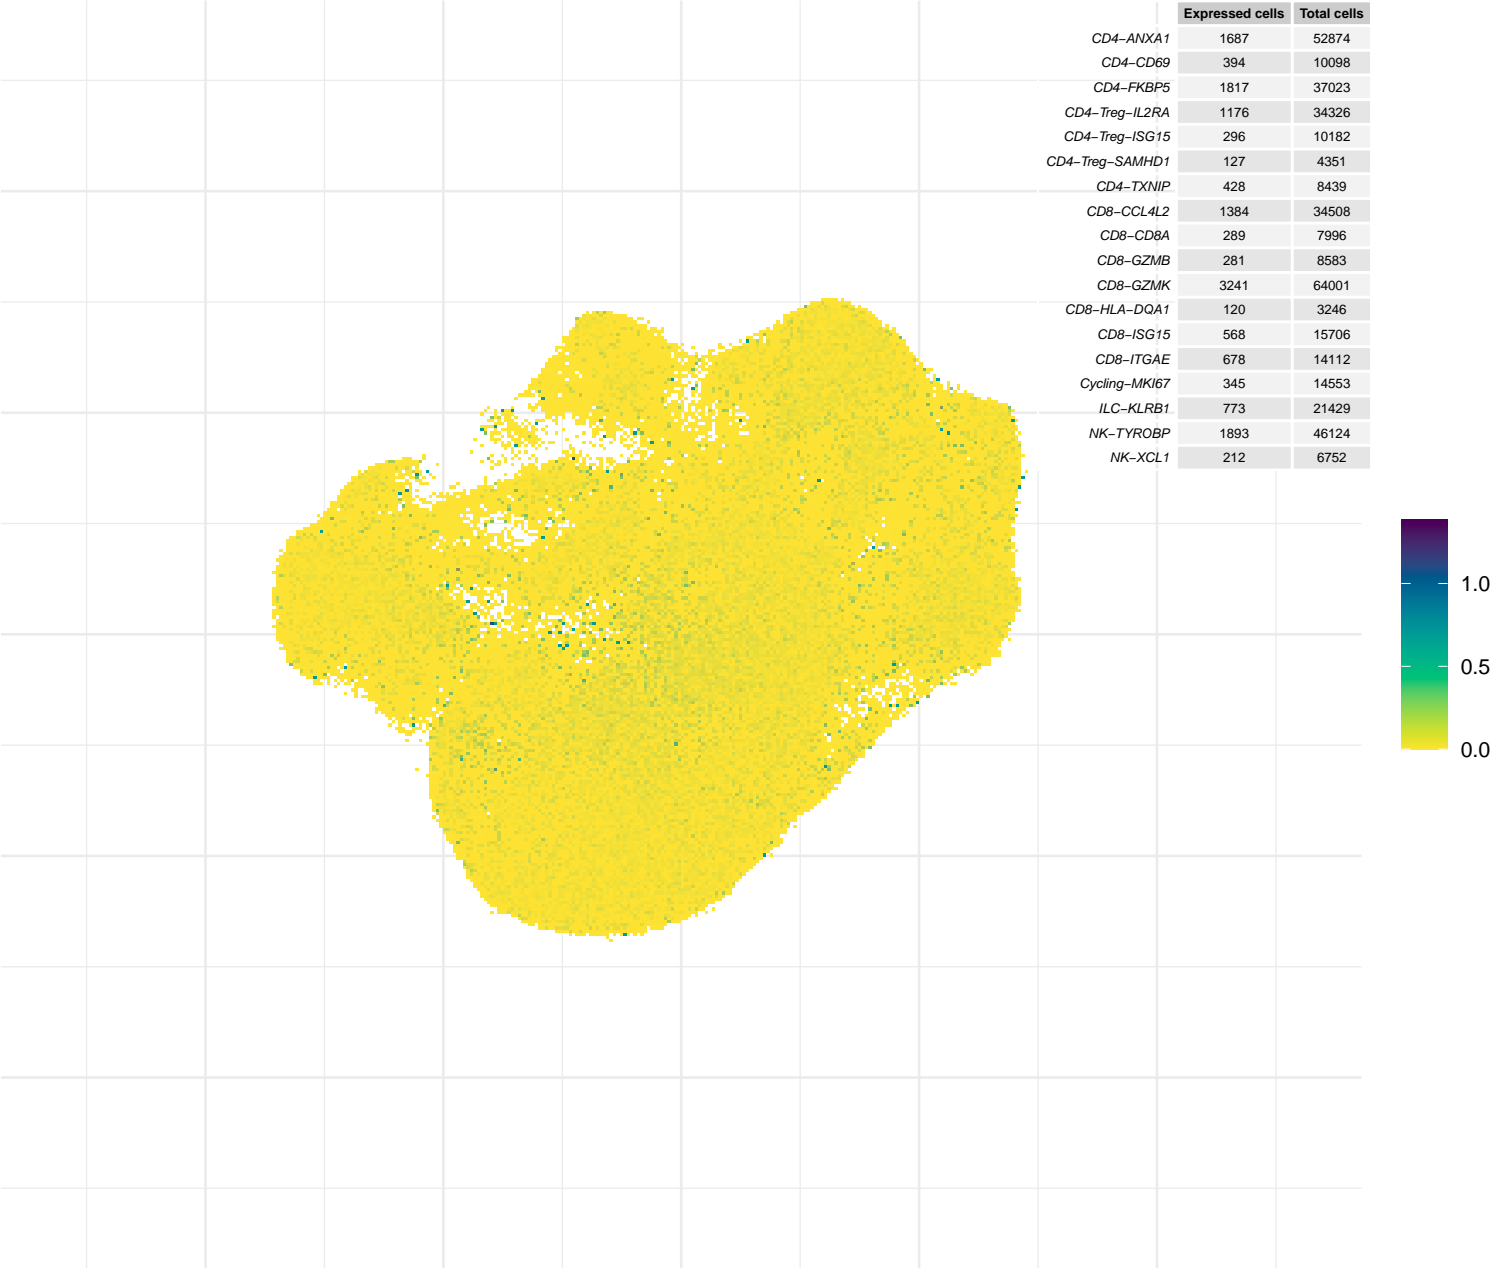 Expressed cells Total cells
CD4−ANXA1 1687 52874
CD4−CD69 394 10098
CD4−FKBP5 1817 37023
CD4−Treg−IL2RA 1176 34326
CD4−Treg−ISG15 296 10182
CD4−Treg−SAMHD1 127 4351
CD4−TXNIP 428 8439
CD8−CCL4L2 1384 34508
CD8−CD8A 289 7996
CD8−GZMB 281 8583
CD8−GZMK 3241 64001
CD8−HLA−DQA1 120 3246
CD8−ISG15 568 15706
CD8−ITGAE 678 14112
Cycling−MKI67 345 14553
ILC−KLRB1 773 21429
NK−TYROBP 1893 46124
NK−XCL1 212 6752
1.0
0.5
0.0